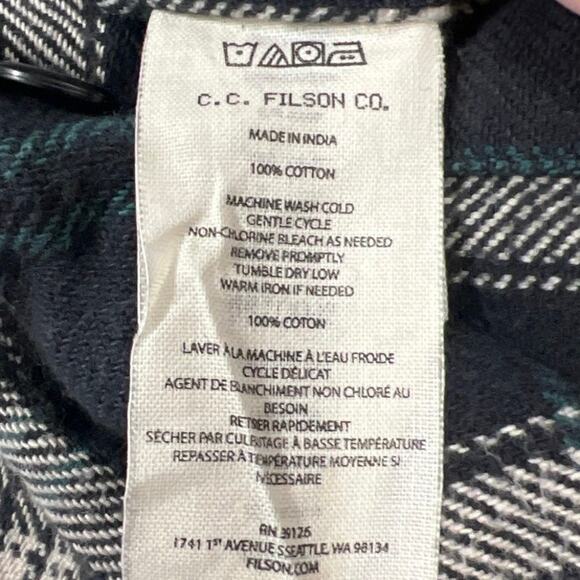 C.C. FILSON CO.
MADE IN INDIA
100% COTTON
MACHINE WASH COLD
GENTLE CYCLE
NON-CHLORINE BLEACH AS NEEDED
REMOVE PROMPTLY
TUMBLE DRY LOW
WARM IRON IF NEEDED
100% COTON
LAVER À LA MACHINE À L'EAU FROIDE
CYCLE DÉLICAT
AGENT DE BLANCHIMENT NON CHLORÉ AU
BESOIN
RETIRER RAPIDEMENT
SÉCHER PAR CULBUTAGE À BASSE TEMPÉRATURE
REPASSER À TEMPÉRATURE MOYENNE SI
NÉCESSAIRE
RN 39126
1741 1ST AVENUE S SEATTLE, WA 98134
FILSON.COM